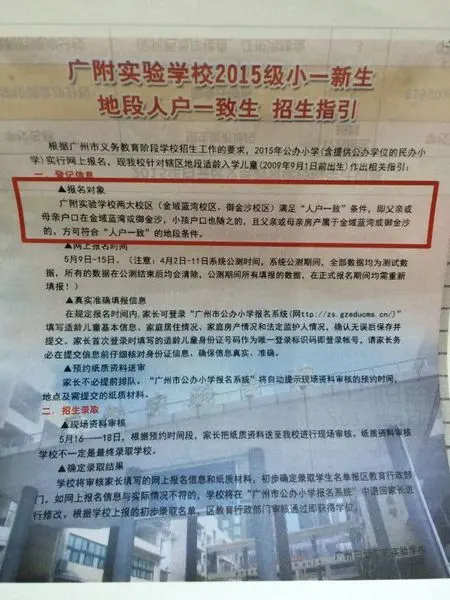 广附实验学校2015级小一新生
地段人户一致生 招生指引
根据广州市义务教育阶段学校招生工作的要求，2015年公办小学(含提供公办学位的民办小
学)实行网上报名，现我校针对辖区地段适龄入学儿童(2009年9月1日前出生)作出相关指引：
一、登记信息
▲报名对象
广附实验学校两大校区（金域蓝湾校区、御金沙校区）满足“人户一致”条件，即父亲或
母亲户口在金域蓝湾或御金沙，小孩户口也随之的，且父或母亲房产属于金域蓝湾或御金沙
的，方可符合“人户一致”的地段条件。
▲网上报名时间
5月9日-15日。（注意：4月2日-11日系统公测时间，系统公测期间，全部数据均为测试数
据，所有的数据在公测结束后均会清除，公测期间所有填报的数据，在正式报名期间均需重新
填报！）
▲真实准确填报信息
在规定报名时间内，家长可登录“广州市公办小学报名系统(网ttp://zs.gzeducms.cn/)”
填写适龄儿童基本信息、家庭居住情况、家庭房产情况和法定监护人情况，确认无误后保存并
提交。家长首次登录时填写的适龄儿童身份证号码作为唯一登录标识码即登录帐号，请家长务
必在提交信息前仔细核对身份证信息、确保信息真实、准确。
▲预约纸质资料送审
家长不必提前排队。“广州市公办小学报名系统”将自动提示现场资料审核的预约时间，
地点及需提交的纸质材料。
二、招生录取
▲现场资料审核
5月16——18日，根据预约时间段，家长把纸质资料送至我校进行现场审核。纸质资料审核
学校不一定是最终录取学校。
▲确定录取结果
学校将审核家长填写的网上信息和纸质材料，初步确定录取学生名单报区教育行政部
门。如网上报名信息与实际情况不符的，学校将在“广州市公办小学报名系统”中退回家长进
行修改。根据学校上报的初步录取名单，区教育行政部门审核通过即获得学位。